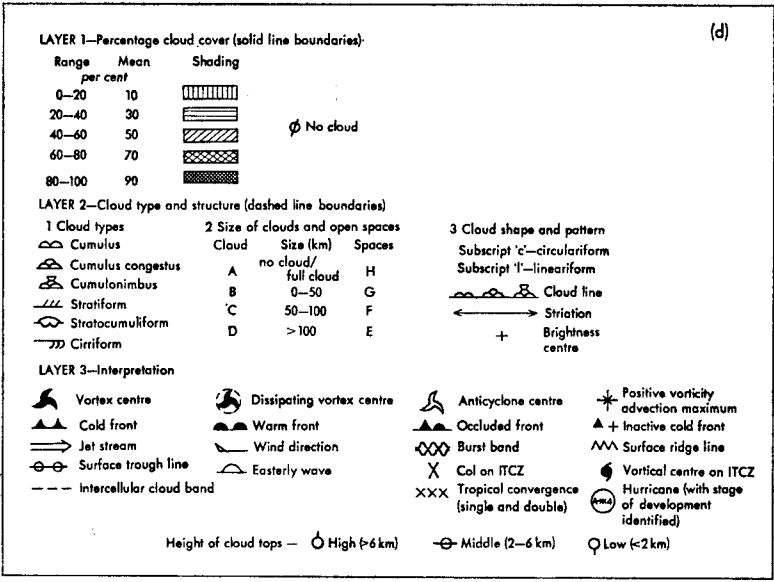 (d)
LAYER 1—Percentage cloud cover (solid line boundaries)
Range Mean Shading
per cent
0—20 10
20—40 30
40—60 50
60—80 70
80—100 90
Ø No cloud
LAYER 2—Cloud type and structure (dashed line boundaries)
1 Cloud types
Cumulus
Cumulus congestus
Cumulonimbus
Stratiform
Stratocumuliform
Cirriform
2 Size of clouds and open spaces
Cloud Size (km) Spaces
A no cloud/ full cloud H
B 0—50 G
C 50—100 F
D >100 E
3 Cloud shape and pattern
Subscript 'c'—circulariform
Subscript 'l'—lineariform
Cloud line
Striation
+ Brightness
centre
LAYER 3—Interpretation
Vortex centre
Cold front
Jet stream
Surface trough line
Intercellular cloud band
Dissipating vortex centre
Warm front
Wind direction
Easterly wave
Anticyclone centre
Occluded front
Burst band
X Col on ITCZ
XXX Tropical convergence
(single and double)
Positive vorticity
advection maximum
Inactive cold front
Surface ridge line
Vortical centre on ITCZ
Hurricane (with stage
of development
identified)
Height of cloud tops — High (>6 km) Middle (2—6 km) Low (<2 km)